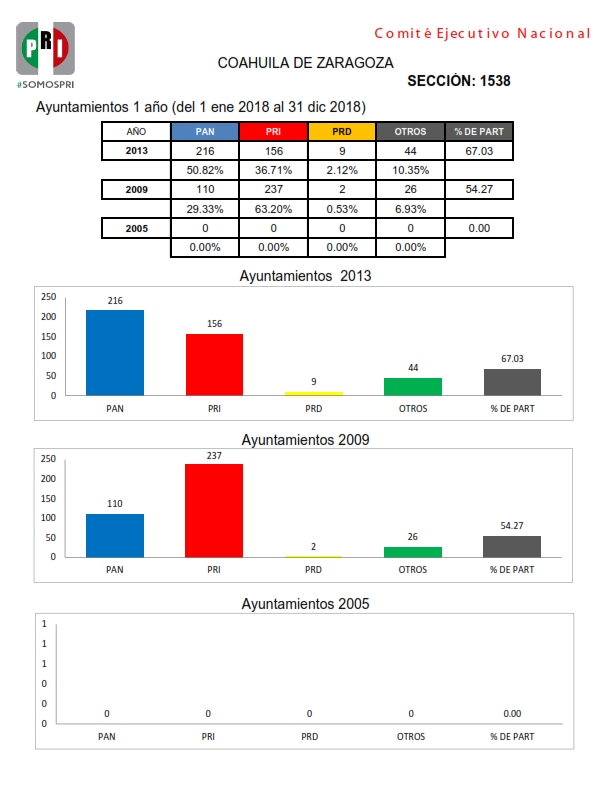 PRI
#SOMOSPRI
Comité Ejecutivo Nacional
COAHUILA DE ZARAGOZA
SECCIÓN: 1538
Ayuntamientos 1 año (del 1 ene 2018 al 31 dic 2018)
AÑO PAN PRI PRD OTROS % DE PART
2013 216 156 9 44 67.03
50.82% 36.71% 2.12% 10.35%
2009 110 237 2 26 54.27
29.33% 63.20% 0.53% 6.93%
2005 0 0 0 0 0.00
0.00% 0.00% 0.00% 0.00%
Ayuntamientos 2013
250
200
150
100
50
0
216 156 9 44 67.03
PAN PRI PRD OTROS % DE PART
Ayuntamientos 2009
250
200
150
100
50
0
110 237 2 26 54.27
PAN PRI PRD OTROS % DE PART
Ayuntamientos 2005
1
1
1
0
0
0
0 0 0 0 0.00
PAN PRI PRD OTROS % DE PART